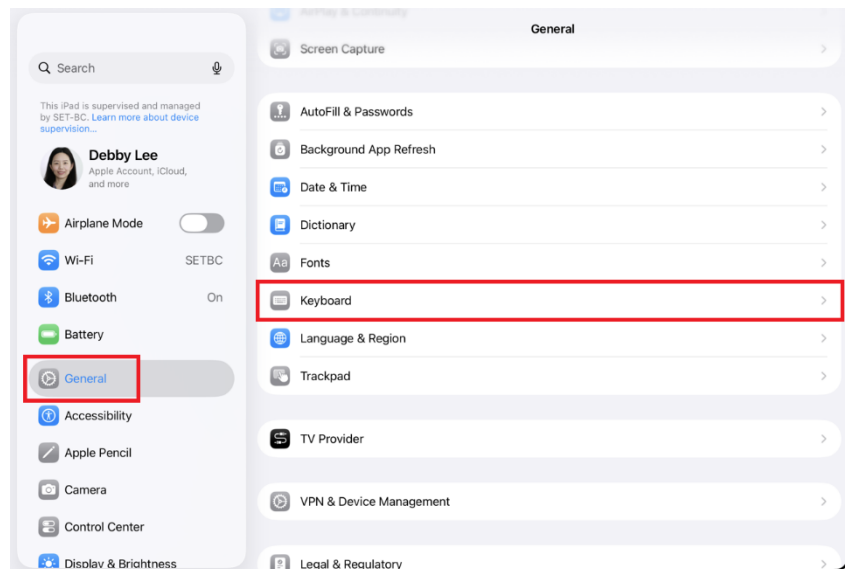 Search
This iPad is supervised and managed
by SET-BC. Learn more about device
supervision...
Debby Lee
Apple Account, iCloud,
and more
Airplane Mode
Wi-Fi SETBC
Bluetooth On
Battery
General
Accessibility
Apple Pencil
Camera
Control Center
Display & Brightness
AirPlay & Continuity
General
Screen Capture
AutoFill & Passwords
Background App Refresh
Date & Time
Dictionary
Aa Fonts
Keyboard
Language & Region
Trackpad
TV Provider
VPN & Device Management
Legal & Regulatory